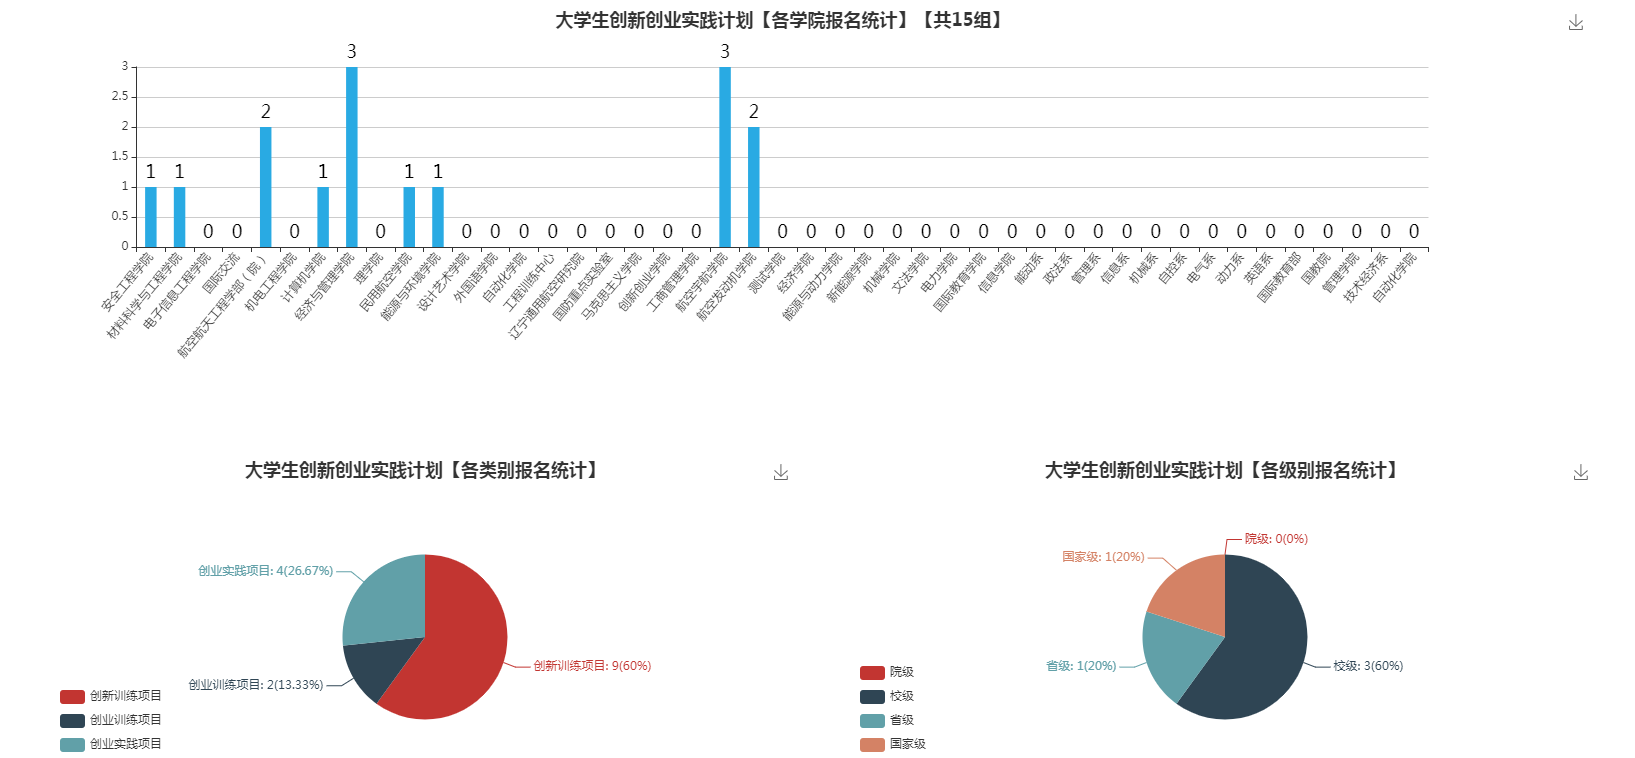 大学生创新创业实践计划【各学院报名统计】【共15组】
3
2.5
2
1.5
1
0.5
0
1 1 0 0 2 0 1 3 0 1 1 0 0 0 0 0 0 0 0 0 3 2 0 0 0 0 0 0 0 0 0 0 0 0 0 0 0 0 0 0 0 0 0 0 0
安全工程学院
材料科学与工程学院
电子信息工程学院
国际交流
航空航天工程学部（院）
机电工程学院
计算机学院
经济与管理学院
理学院
民用航空学院
能源与环境学院
设计艺术学院
外国语学院
自动化学院
工程训练中心
辽宁通用航空研究院
国防重点实验室
马克思主义学院
创新创业学院
工商管理学院
航空宇航学院
航空发动机学院
测试学院
经济学院
能源与动力学院
新能源学院
机械学院
文法学院
电力学院
国际教育学院
信息学院
能动系
政法系
管理系
信息系
机械系
自控系
电气系
动力系
英语系
国际教育部
国教院
管理学院
技术经济系
自动化学院
大学生创新创业实践计划【各类别报名统计】
创业实践项目: 4(26.67%)
创新训练项目: 9(60%)
创业训练项目: 2(13.33%)
创新训练项目
创业训练项目
创业实践项目
大学生创新创业实践计划【各级别报名统计】
院级: 0(0%)
国家级: 1(20%)
省级: 1(20%)
校级: 3(60%)
院级
校级
省级
国家级